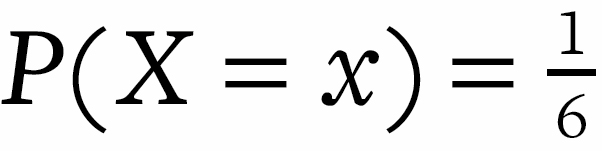 P(X = x) = 1/6